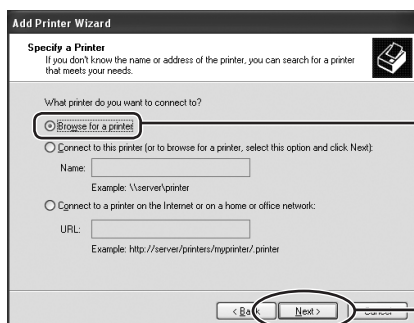 Add Printer Wizard
Specify a Printer
If you don't know the name or address of the printer, you can search for a printer
that meets your needs.
What printer do you want to connect to?
Browse for a printer
Connect to this printer (or to browse for a printer, select this option and click Next):
Name:
Example: \\server\printer
Connect to a printer on the Internet or on a home or office network:
URL:
Example: http://server/printers/myprinter/.printer
< Back Next > Cancel